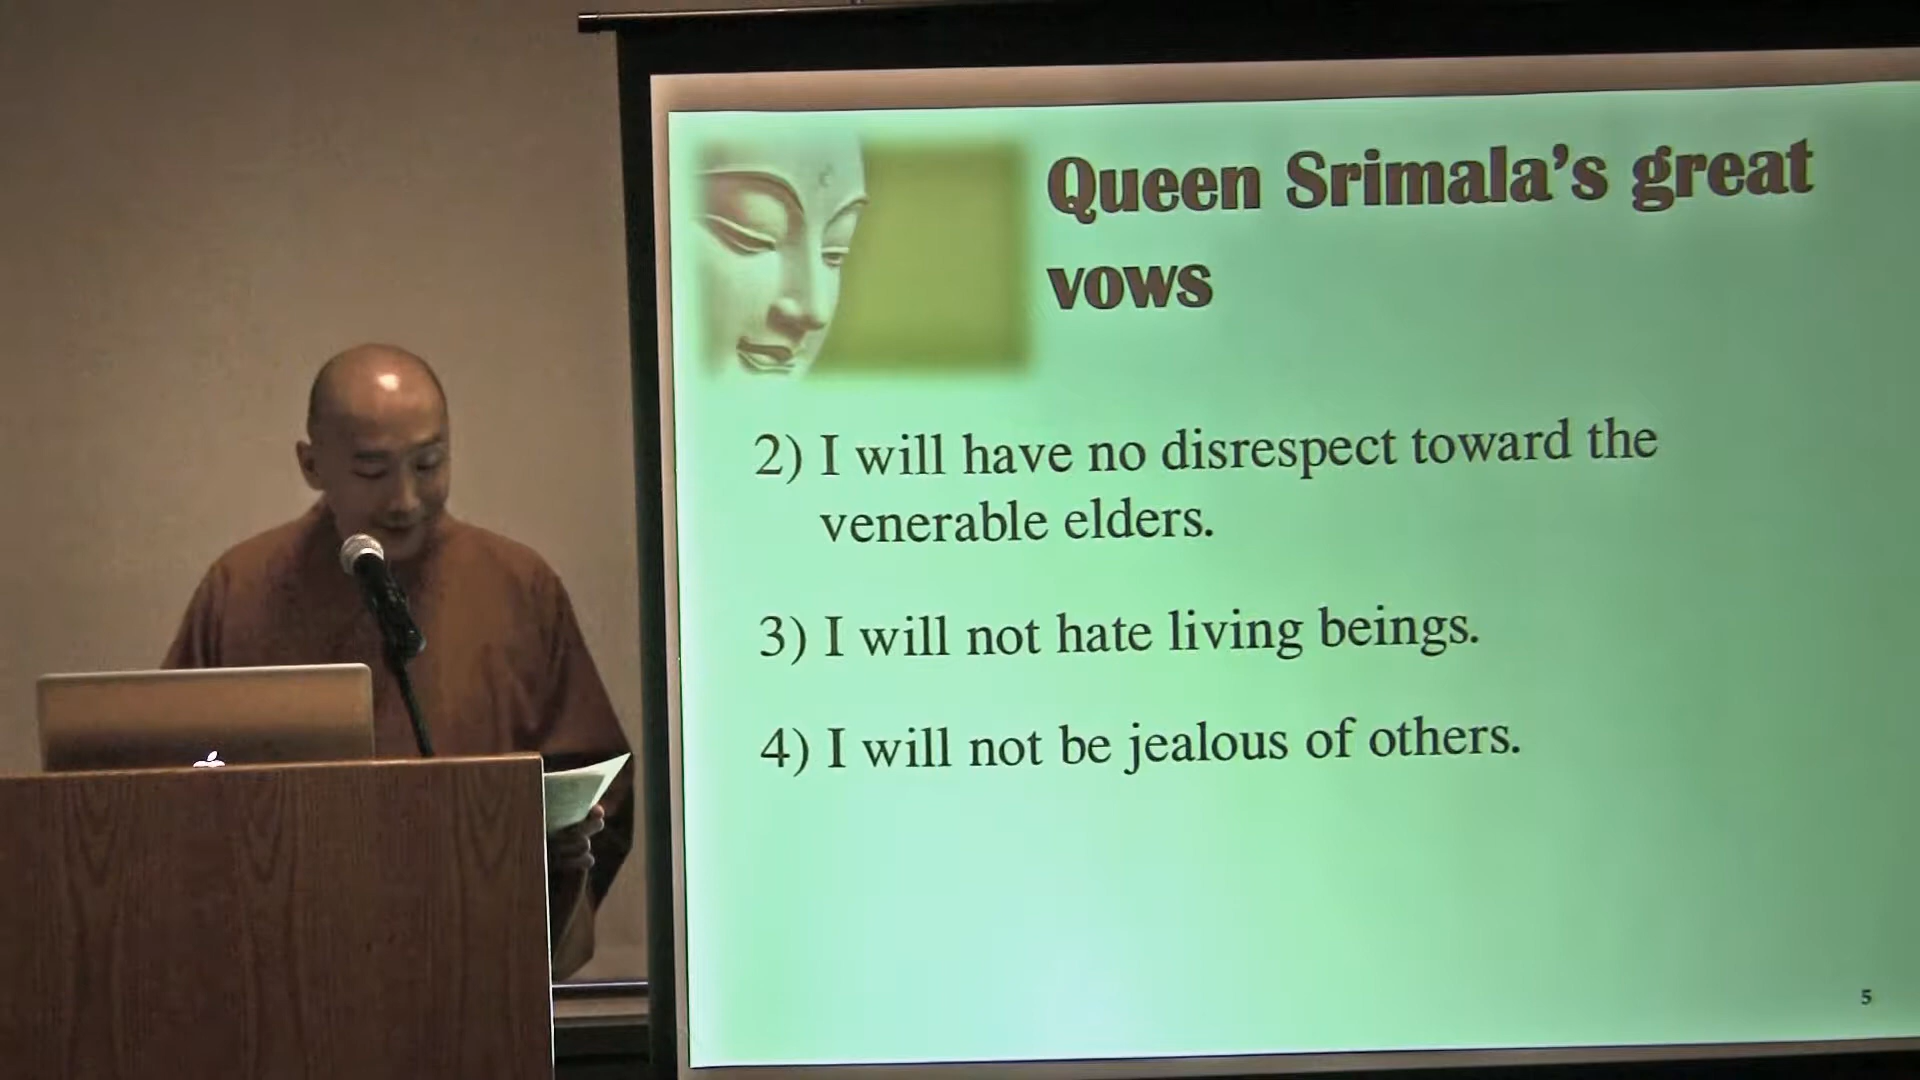 Queen Srimala's great
vows
2) I will have no disrespect toward the
venerable elders.
3) I will not hate living beings.
4) I will not be jealous of others.
5